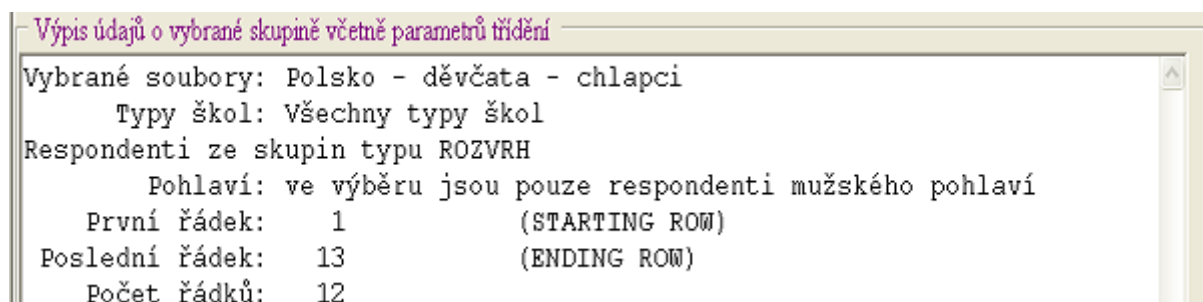 Výpis údajů o vybrané skupině včetně parametrů třídění
Vybrané soubory: Polsko - děvčata - chlapci
Typy škol: Všechny typy škol
Respondenti ze skupin typu ROZVRH
Pohlaví: ve výběru jsou pouze respondenti mužského pohlaví
První řádek: 1 (STARTING ROW)
Poslední řádek: 13 (ENDING ROW)
Počet řádků: 12